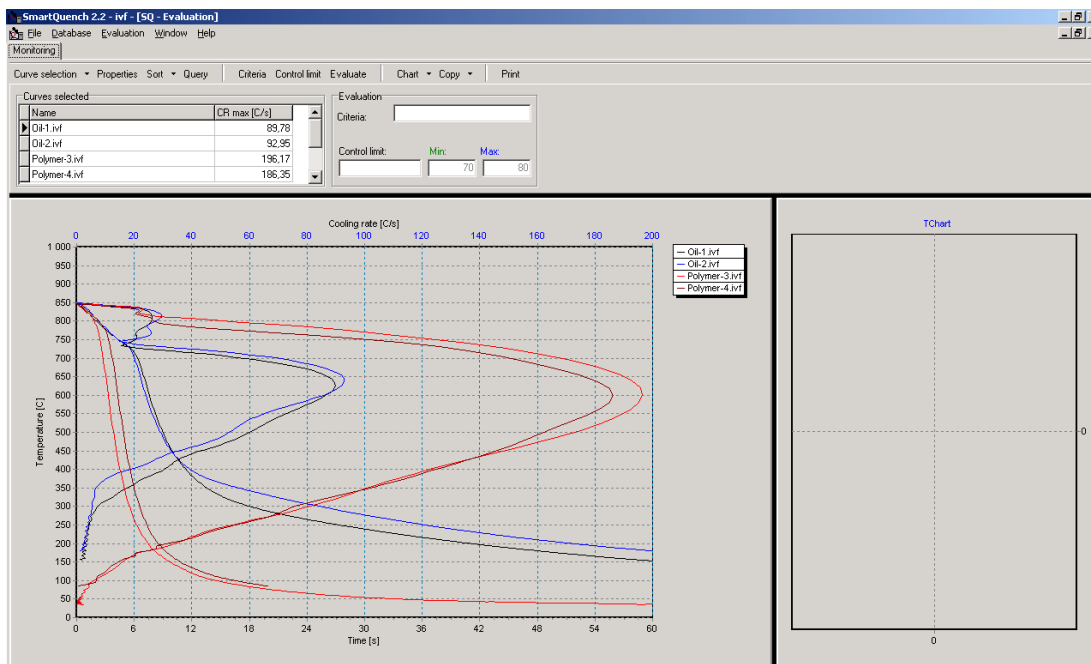 SmartQuench 2.2 - ivf - [SQ - Evaluation]
File Database Evaluation Window Help
Monitoring
Curve selection Properties Sort Query Criteria Control limit Evaluate Chart Copy Print
Curves selected
Name CR max [C/s]
Oil-1.ivf 89,78
Oil-2.ivf 92,95
Polymer-3.ivf 196,17
Polymer-4.ivf 186,35
Evaluation
Criteria:
Control limit: Min: Max:
70 80
Cooling rate [C/s]
0 20 40 60 80 100 120 140 160 180 200
1 000
950
900
850
800
750
700
650
600
550
500
450
400
350
300
250
200
150
100
50
0
Temperature [C]
0 6 12 18 24 30 36 42 48 54 60
Time [s]
Oil-1.ivf
Oil-2.ivf
Polymer-3.ivf
Polymer-4.ivf
TChart
0
0